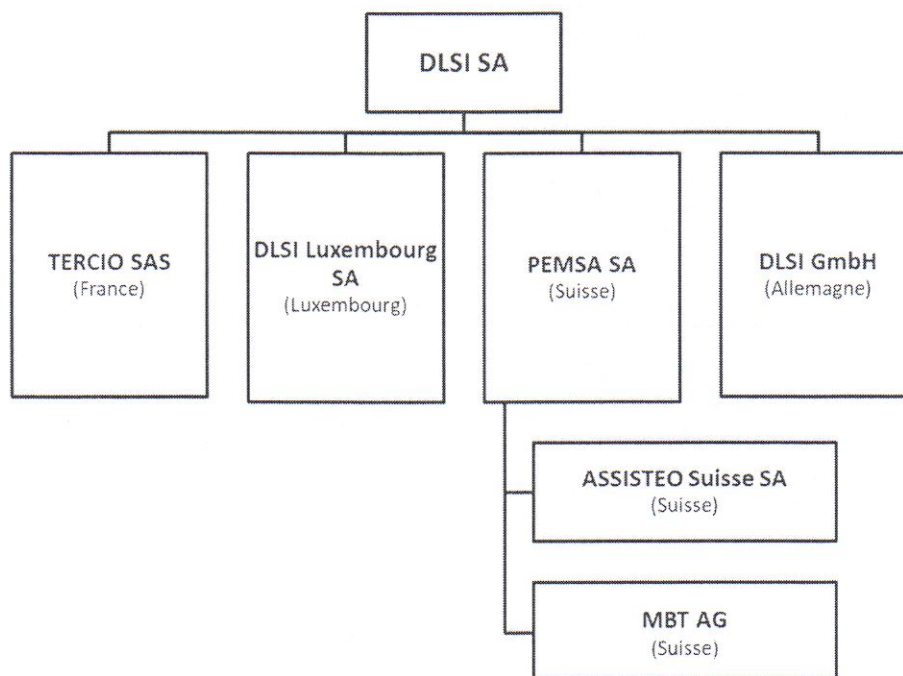 DLSI SA
TERCIO SAS
(France)
DLSI Luxembourg
SA
(Luxembourg)
PEMSA SA
(Suisse)
DLSI GmbH
(Allemagne)
ASSISTEO Suisse SA
(Suisse)
MBT AG
(Suisse)